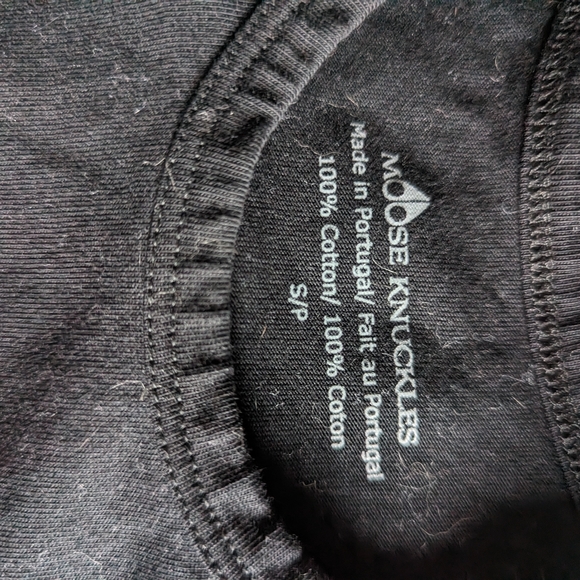 MOOSE KNUCKLES
Made in Portugal/ Fait au Portugal
100% Cotton/ 100% Coton
S/P